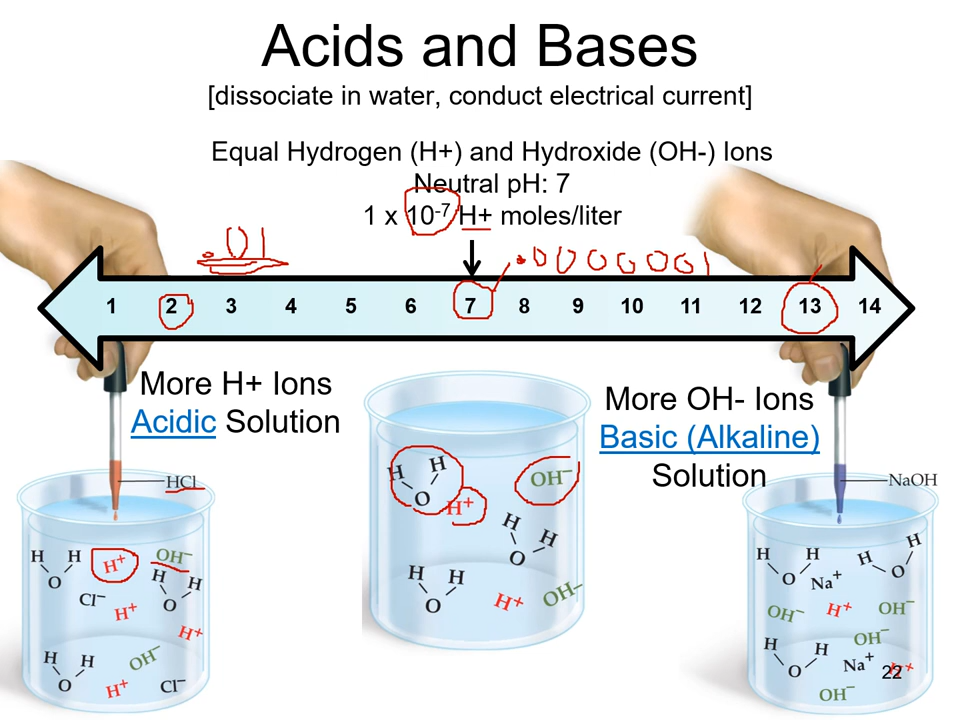 Acids and Bases
[dissociate in water, conduct electrical current]
Equal Hydrogen (H+) and Hydroxide (OH-) Ions
Neutral pH: 7
1 x 10-7 H+ moles/liter
.01
.0000001
1 2 3 4 5 6 7 8 9 10 11 12 13 14
More H+ Ions
Acidic Solution
More OH- Ions
Basic (Alkaline)
Solution
HCl
H H O H+ OH−
H H O Cl− H+
H+
H H O OH−
H+ Cl−
H H O H+ OH−
H H O
H H O H+ OH−
NaOH
H H O Na+ H H O
OH− H+ OH−
OH−
H H O Na+ H+
OH−
22